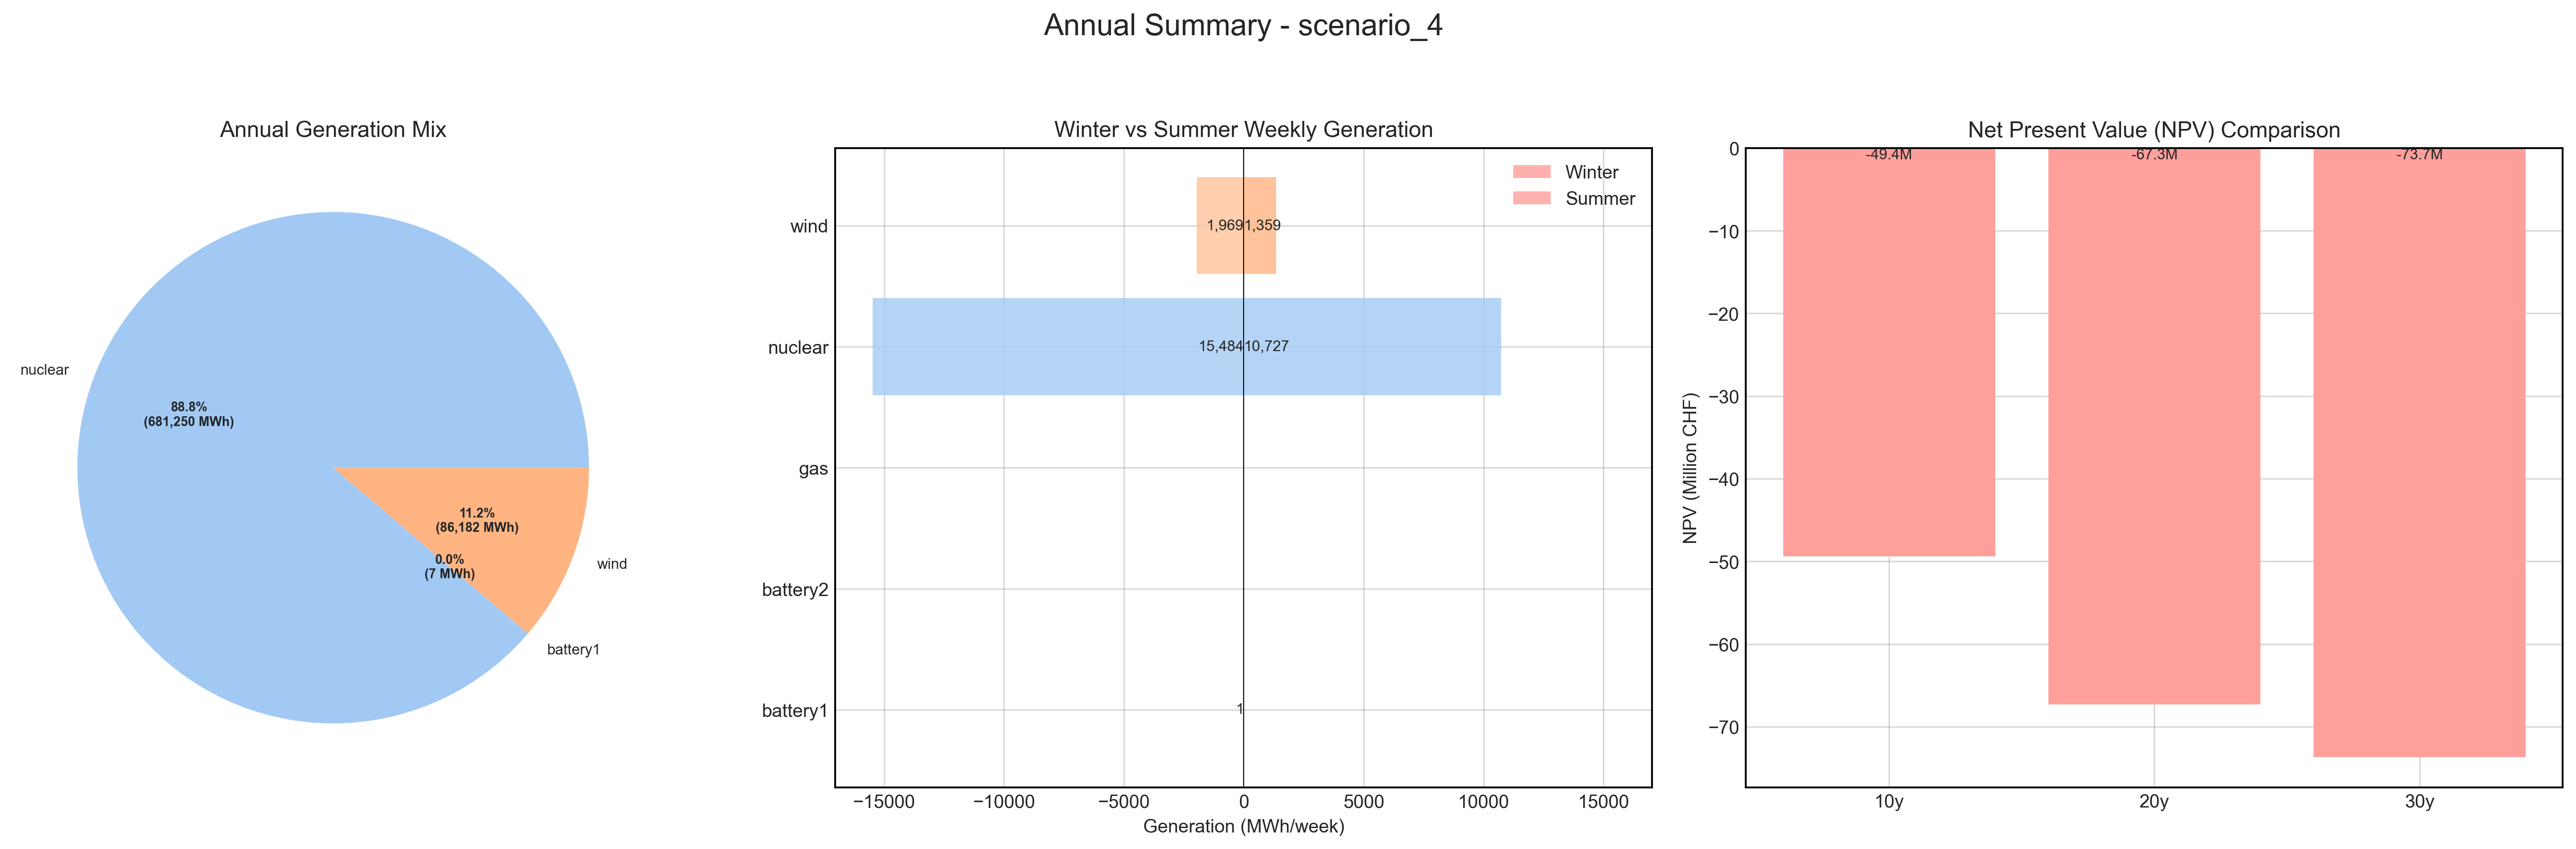 Annual Summary - scenario_4
Annual Generation Mix
nuclear
88.8%
(681,250 MWh)
11.2%
(86,182 MWh)
0.0%
(7 MWh)
wind
battery1
Winter vs Summer Weekly Generation
Winter
Summer
wind
1,969
1,359
nuclear
15,484
10,727
gas
battery2
battery1
1
−15000
−10000
−5000
0
5000
10000
15000
Generation (MWh/week)
Net Present Value (NPV) Comparison
NPV (Million CHF)
0
−10
−20
−30
−40
−50
−60
−70
-49.4M
-67.3M
-73.7M
10y
20y
30y